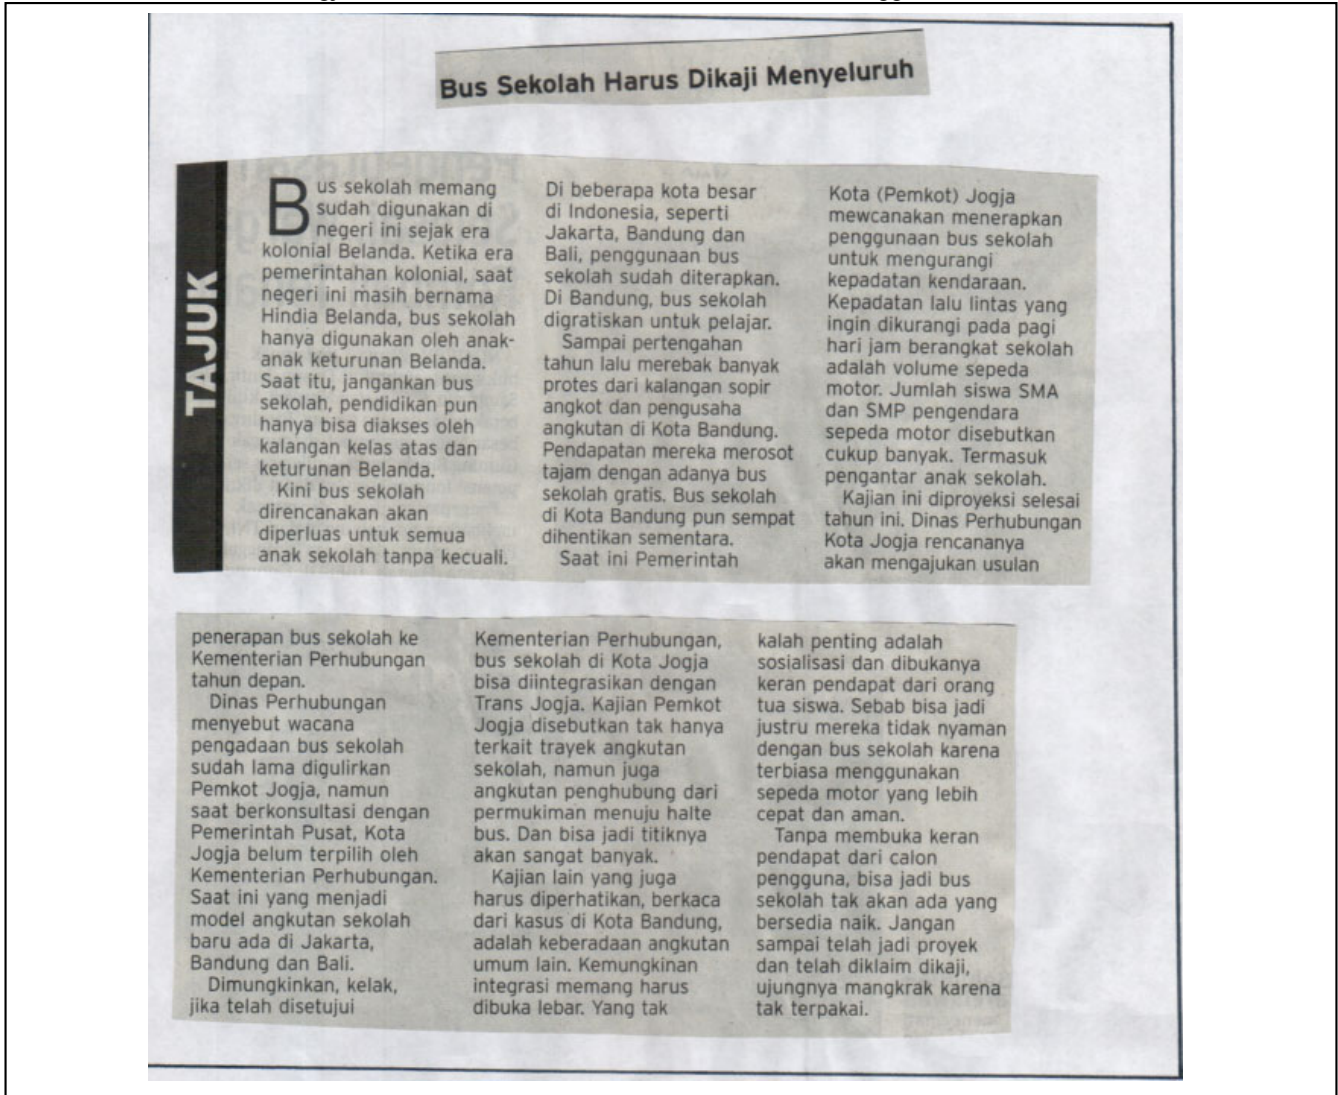 Bus Sekolah Harus Dikaji Menyeluruh
TAJUK
Bus sekolah memang
sudah digunakan di
negeri ini sejak era
kolonial Belanda. Ketika era
pemerintahan kolonial, saat
negeri ini masih bernama
Hindia Belanda, bus sekolah
hanya digunakan oleh anak-
anak keturunan Belanda.
Saat itu, jangankan bus
sekolah, pendidikan pun
hanya bisa diakses oleh
kalangan kelas atas dan
keturunan Belanda.
Kini bus sekolah
direncanakan akan
diperluas untuk semua
anak sekolah tanpa kecuali.
Di beberapa kota besar
di Indonesia, seperti
Jakarta, Bandung dan
Bali, penggunaan bus
sekolah sudah diterapkan.
Di Bandung, bus sekolah
digratiskan untuk pelajar.
Sampai pertengahan
tahun lalu merebak banyak
protes dari kalangan sopir
angkot dan pengusaha
angkutan di Kota Bandung.
Pendapatan mereka merosot
tajam dengan adanya bus
sekolah gratis. Bus sekolah
di Kota Bandung pun sempat
dihentikan sementara.
Saat ini Pemerintah
Kota (Pemkot) Jogja
mewcanakan menerapkan
penggunaan bus sekolah
untuk mengurangi
kepadatan kendaraan.
Kepadatan lalu lintas yang
ingin dikurangi pada pagi
hari jam berangkat sekolah
adalah volume sepeda
motor. Jumlah siswa SMA
dan SMP pengendara
sepeda motor disebutkan
cukup banyak. Termasuk
pengantar anak sekolah.
Kajian ini diproyeksi selesai
tahun ini. Dinas Perhubungan
Kota Jogja rencananya
akan mengajukan usulan
penerapan bus sekolah ke
Kementerian Perhubungan
tahun depan.
Dinas Perhubungan
menyebut wacana
pengadaan bus sekolah
sudah lama digulirkan
Pemkot Jogja, namun
saat berkonsultasi dengan
Pemerintah Pusat, Kota
Jogja belum terpilih oleh
Kementerian Perhubungan.
Saat ini yang menjadi
model angkutan sekolah
baru ada di Jakarta,
Bandung dan Bali.
Dimungkinkan, kelak,
jika telah disetujui
Kementerian Perhubungan,
bus sekolah di Kota Jogja
bisa diintegrasikan dengan
Trans Jogja. Kajian Pemkot
Jogja disebutkan tak hanya
terkait trayek angkutan
sekolah, namun juga
angkutan penghubung dari
permukiman menuju halte
bus. Dan bisa jadi titiknya
akan sangat banyak.
Kajian lain yang juga
harus diperhatikan, berkaca
dari kasus di Kota Bandung,
adalah keberadaan angkutan
umum lain. Kemungkinan
integrasi memang harus
dibuka lebar. Yang tak
kalah penting adalah
sosialisasi dan dibukanya
keran pendapat dari orang
tua siswa. Sebab bisa jadi
justru mereka tidak nyaman
dengan bus sekolah karena
terbiasa menggunakan
sepeda motor yang lebih
cepat dan aman.
Tanpa membuka keran
pendapat dari calon
pengguna, bisa jadi bus
sekolah tak akan ada yang
bersedia naik. Jangan
sampai telah jadi proyek
dan telah diklaim dikaji,
ujungnya mangkrak karena
tak terpakai.